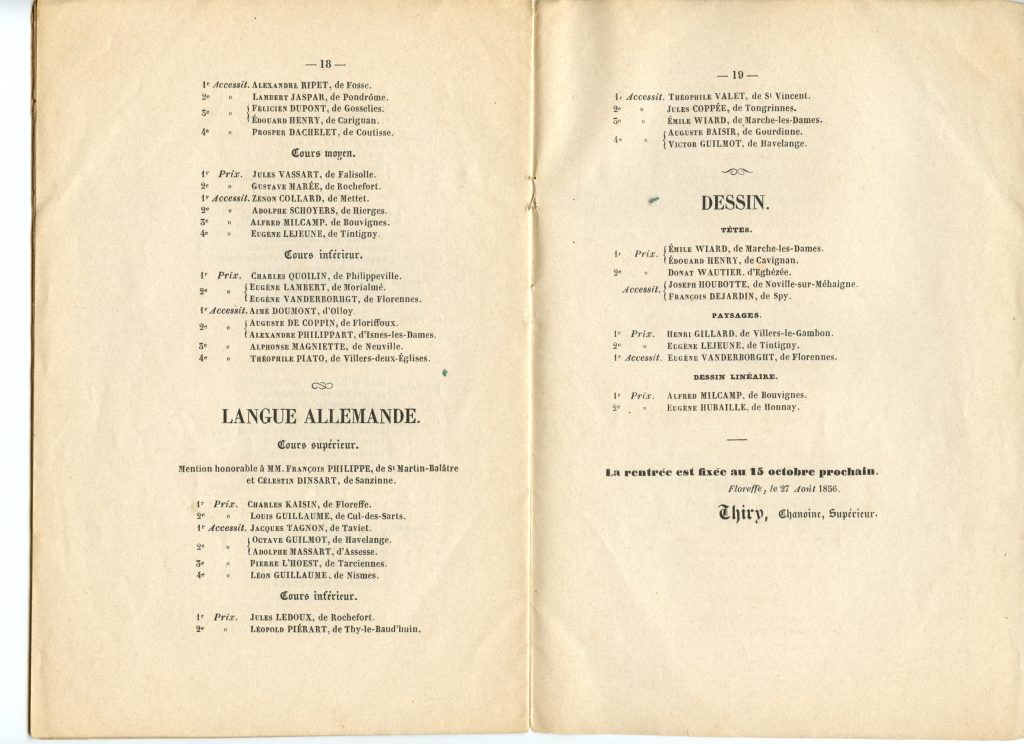 — 18 —
1r Accessit. ALEXANDRE RIPET, de Fosse.
2e » LAMBERT JASPAR, de Pondrôme.
3e » FÉLICIEN DUPONT, de Gosselies.
ÉDOUARD HENRY, de Carignan.
4e » PROSPER DACHELET, de Coutisse.
Cours moyen.
1r Prix. JULES VASSART, de Falisolle.
2e » GUSTAVE MARÉE, de Rochefort.
1r Accessit. ZÉNON COLLARD, de Mettet.
2e » ADOLPHE SCHOYERS, de Hierges.
3e » ALFRED MILCAMP, de Bouvignes.
4e » EUGÈNE LEJEUNE, de Tintigny.
Cours inférieur.
1r Prix. CHARLES QUOILIN, de Philippeville.
2e » EUGÈNE LAMBERT, de Morialmé.
EUGÈNE VANDERBORHGT, de Florennes.
1r Accessit. AIMÉ DOUMONT, d'Olloy.
2e » AUGUSTE DE COPPIN, de Floriffoux.
ALEXANDRE PHILIPPART, d'Isnes-les-Dames.
3e » ALPHONSE MAGNIETTE, de Neuville.
4e » THÉOPHILE PIATO, de Villers-deux-Églises.
LANGUE ALLEMANDE.
Cours supérieur.
Mention honorable à MM. FRANÇOIS PHILIPPE, de St Martin-Balâtre
et CÉLESTIN DINSART, de Sanzinne.
1r Prix. CHARLES KAISIN, de Floreffe.
2e » LOUIS GUILLAUME, de Cul-des-Sarts.
1r Accessit. JACQUES TAGNON, de Taviet.
2e » OCTAVE GUILMOT, de Havelange.
ADOLPHE MASSART, d'Assesse.
3e » PIERRE L'HOEST, de Tarciennes.
4e » LÉON GUILLAUME, de Nismes.
Cours inférieur.
1r Prix. JULES LEDOUX, de Rochefort.
2e » LÉOPOLD PIÉRART, de Thy-le-Baud'huin.
— 19 —
1r Accessit. THÉOPHILE VALET, de St Vincent.
2e » JULES COPPÉE, de Tongrinnes.
3e » ÉMILE WIARD, de Marche-les-Dames.
4e » AUGUSTE BAISIR, de Gourdinne.
VICTOR GUILMOT, de Havelange.
DESSIN.
TÊTES.
1r Prix. ÉMILE WIARD, de Marche-les-Dames.
ÉDOUARD HENRY, de Cavignan.
2e » DONAT WAUTIER, d'Eghézée.
Accessit. JOSEPH HOUBOTTE, de Noville-sur-Méhaigne.
FRANÇOIS DEJARDIN, de Spy.
PAYSAGES.
1r Prix. HENRI GILLARD, de Villers-le-Gambon.
2e » EUGÈNE LEJEUNE, de Tintigny.
1r Accessit. EUGÈNE VANDERBORGHT, de Florennes.
DESSIN LINÉAIRE.
1r Prix. ALFRED MILCAMP, de Bouvignes.
2e » EUGÈNE HUBAILLE, de Honnay.
La rentrée est fixée au 15 octobre prochain.
Floreffe, le 27 Août 1856.
Thiry, Chanoine, Supérieur.